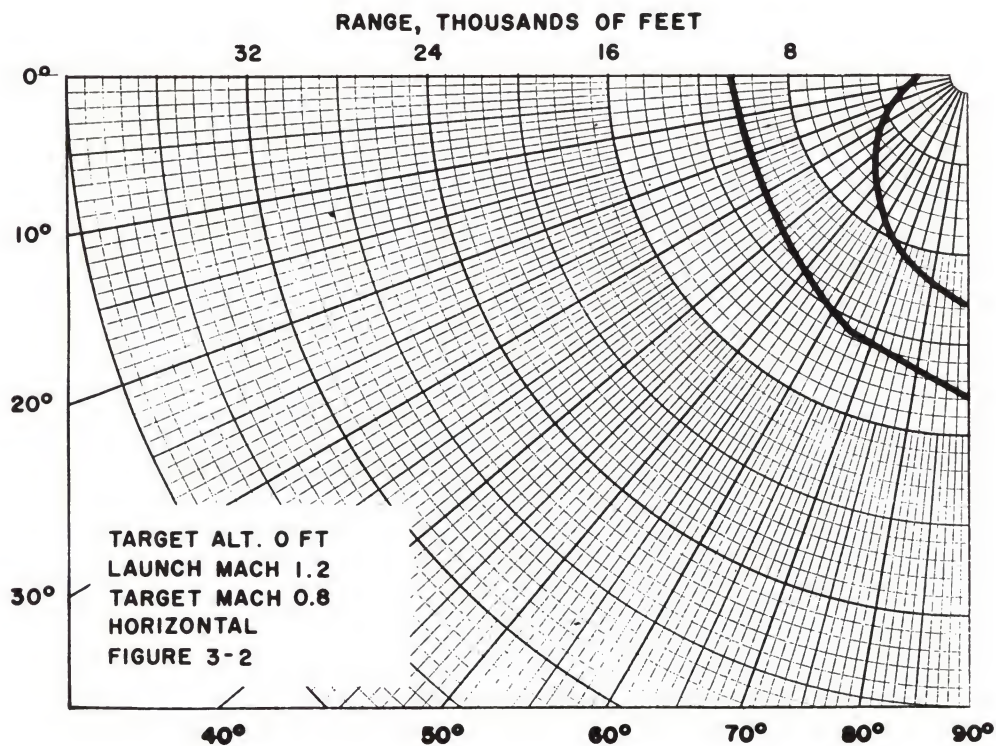 RANGE, THOUSANDS OF FEET
32 24 16 8
0°
10°
20°
30°
TARGET ALT. 0 FT
LAUNCH MACH 1.2
TARGET MACH 0.8
HORIZONTAL
FIGURE 3-2
40° 50° 60° 70° 80° 90°